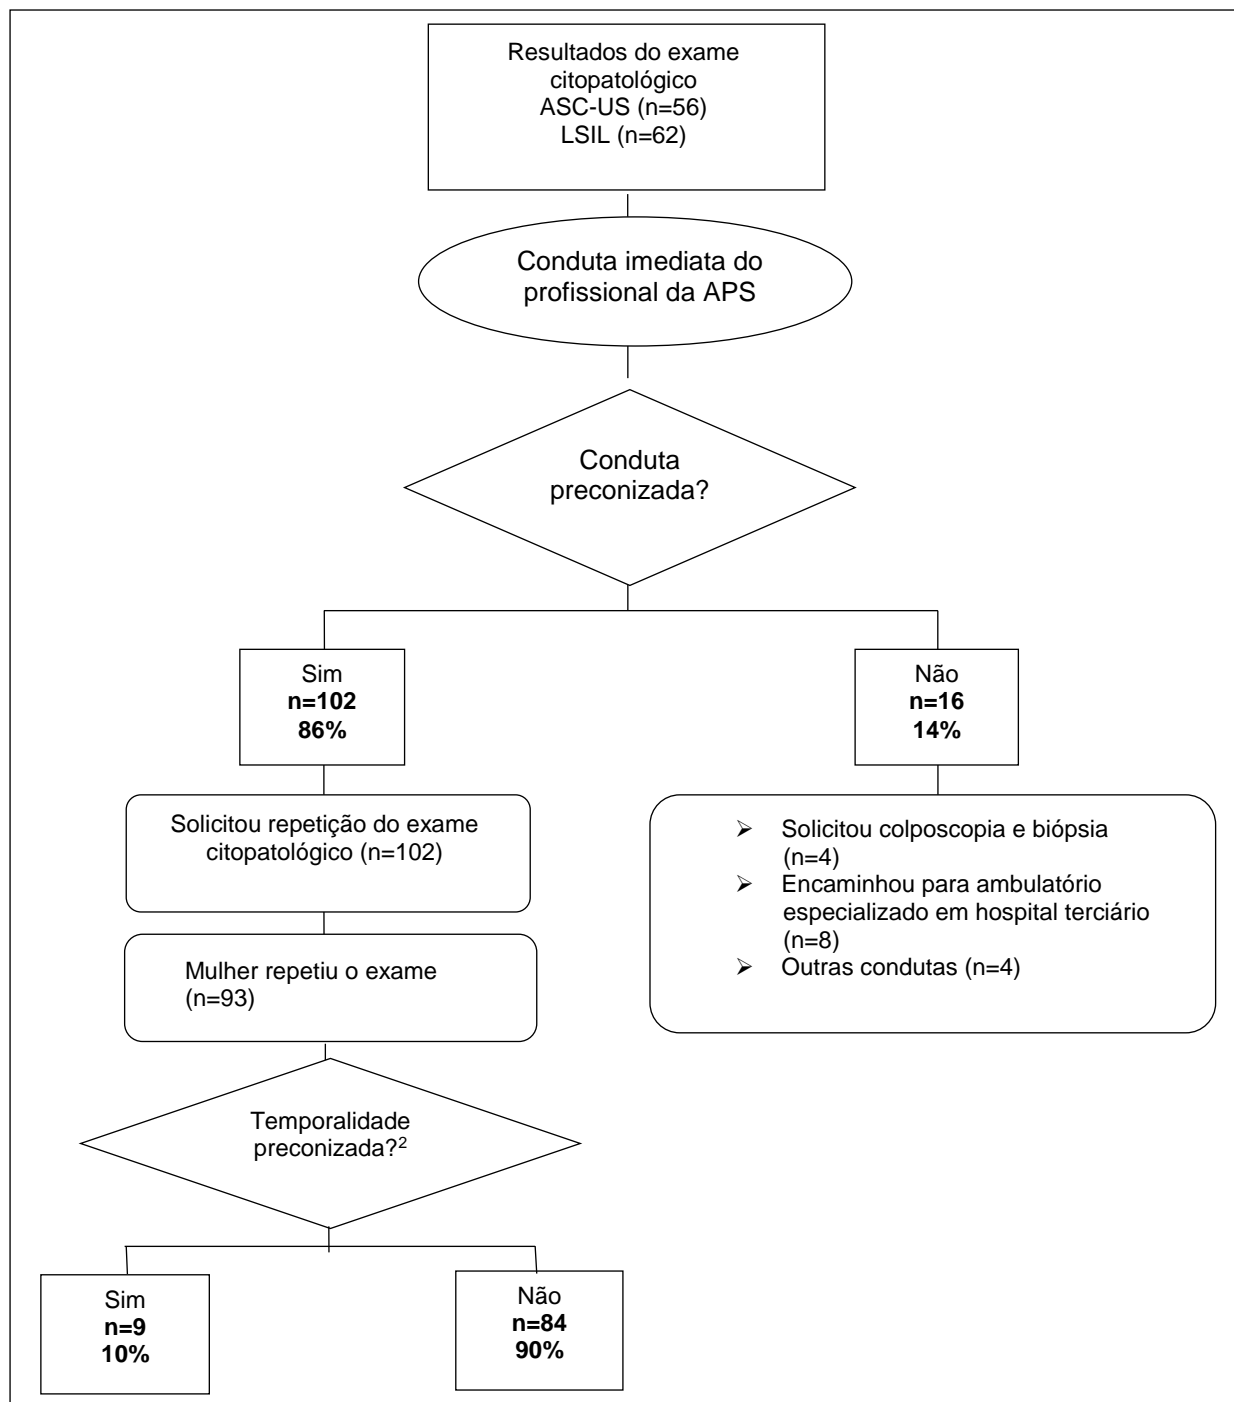 Resultados do exame
citopatológico
ASC-US (n=56)
LSIL (n=62)
Conduta imediata do
profissional da APS
Conduta
preconizada?
Sim
n=102
86%
Não
n=16
14%
Solicitou repetição do exame
citopatológico (n=102)
➢ Solicitou colposcopia e biópsia
(n=4)
➢ Encaminhou para ambulatório
especializado em hospital terciário
(n=8)
➢ Outras condutas (n=4)
Mulher repetiu o exame
(n=93)
Temporalidade
preconizada?²
Sim
n=9
10%
Não
n=84
90%